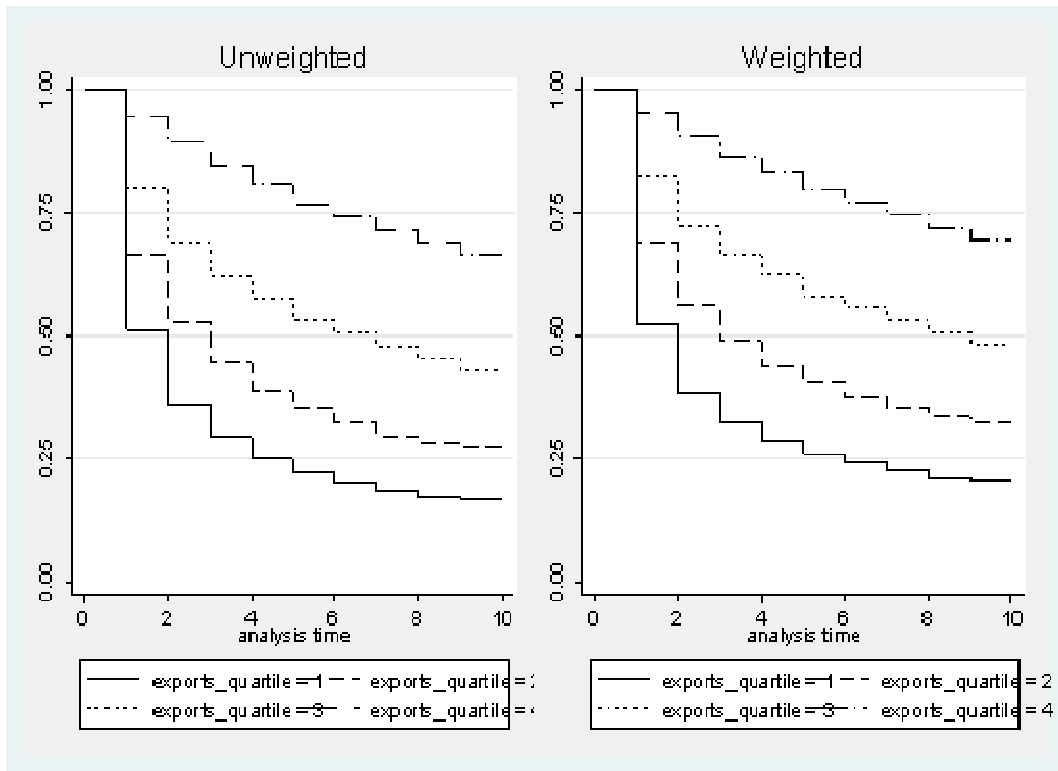 Unweighted
1.00
0.75
0.50
0.25
0.00
0 2 4 6 8 10
analysis time
exports_quartile = 1 exports_quartile =
exports_quartile = 3 exports_quartile =
Weighted
1.00
0.75
0.50
0.25
0.00
0 2 4 6 8 10
analysis time
exports_quartile = 1 exports_quartile = 2
exports_quartile = 3 exports_quartile = 4